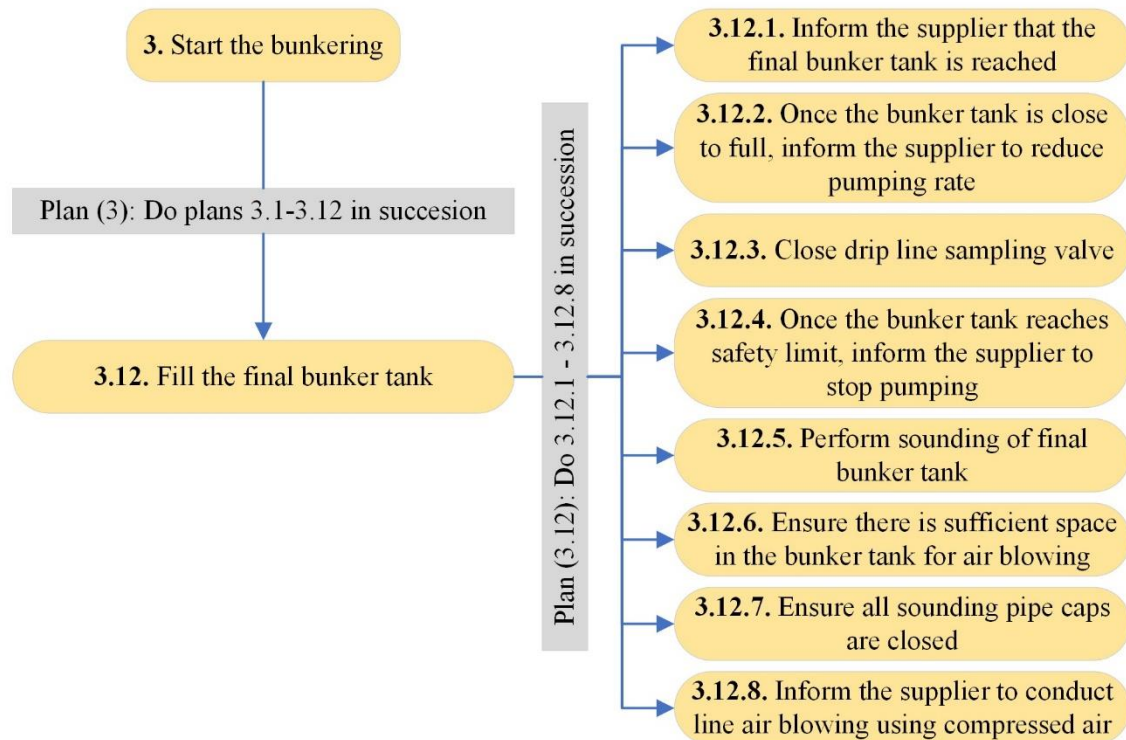 3. Start the bunkering
Plan (3): Do plans 3.1-3.12 in succesion
3.12. Fill the final bunker tank
Plan (3.12): Do 3.12.1 - 3.12.8 in succession
3.12.1. Inform the supplier that the
final bunker tank is reached
3.12.2. Once the bunker tank is close
to full, inform the supplier to reduce
pumping rate
3.12.3. Close drip line sampling valve
3.12.4. Once the bunker tank reaches
safety limit, inform the supplier to
stop pumping
3.12.5. Perform sounding of final
bunker tank
3.12.6. Ensure there is sufficient space
in the bunker tank for air blowing
3.12.7. Ensure all sounding pipe caps
are closed
3.12.8. Inform the supplier to conduct
line air blowing using compressed air